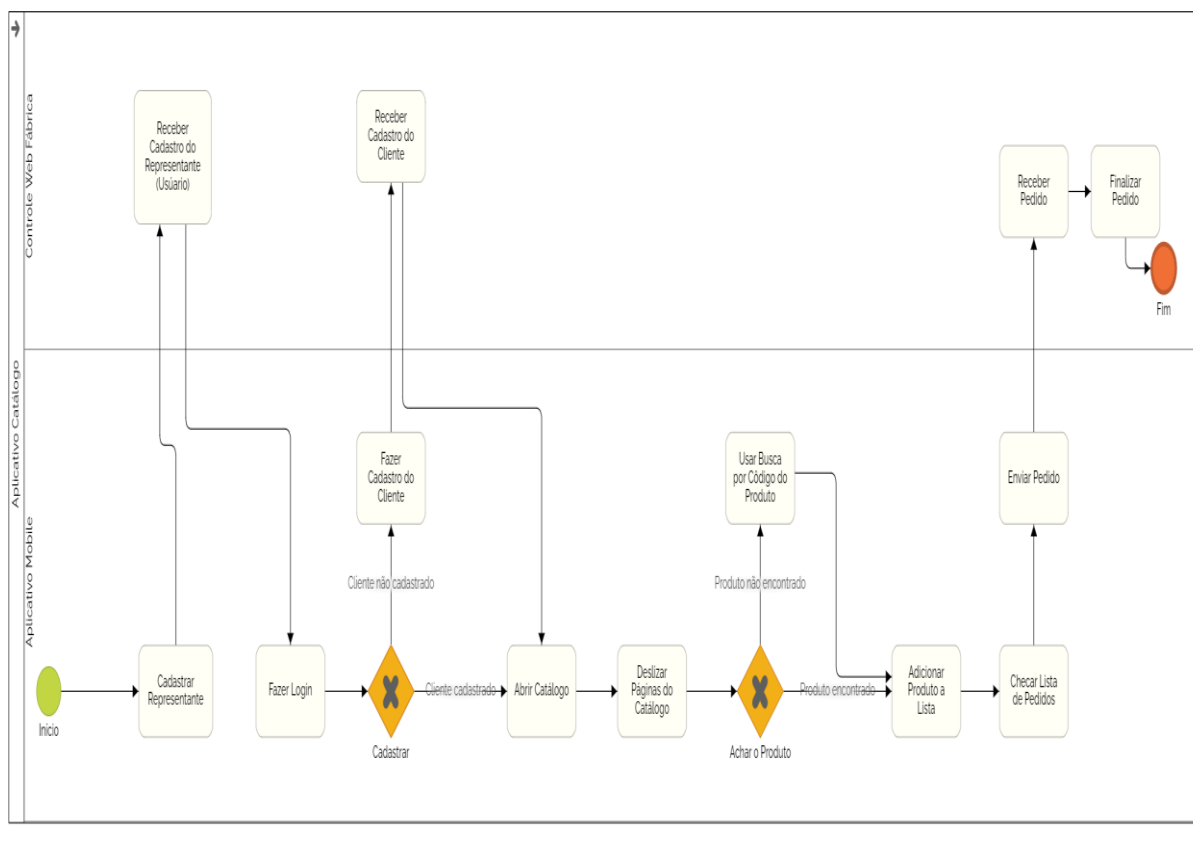 Aplicativo Catálogo
Controle Web Fábrica
Receber
Cadastro do
Representante
(Usúario)
Receber
Cadastro do
Cliente
Receber
Pedido
Finalizar
Pedido
Fim
Aplicativo Mobile
Fazer
Cadastro do
Cliente
Usar Busca
por Código do
Produto
Enviar Pedido
Cliente não cadastrado
Produto não encontrado
Início
Cadastrar
Representante
Fazer Login
Cadastrar
Cliente cadastrado
Abrir Catálogo
Deslizar
Páginas do
Catálogo
Achar o Produto
Produto encontrado
Adicionar
Produto a
Lista
Checar Lista
de Pedidos